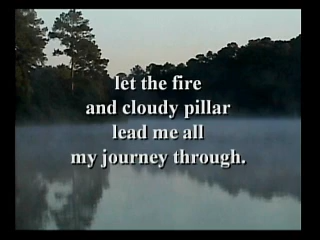 let the fire
and cloudy pillar
lead me all
my journey through.